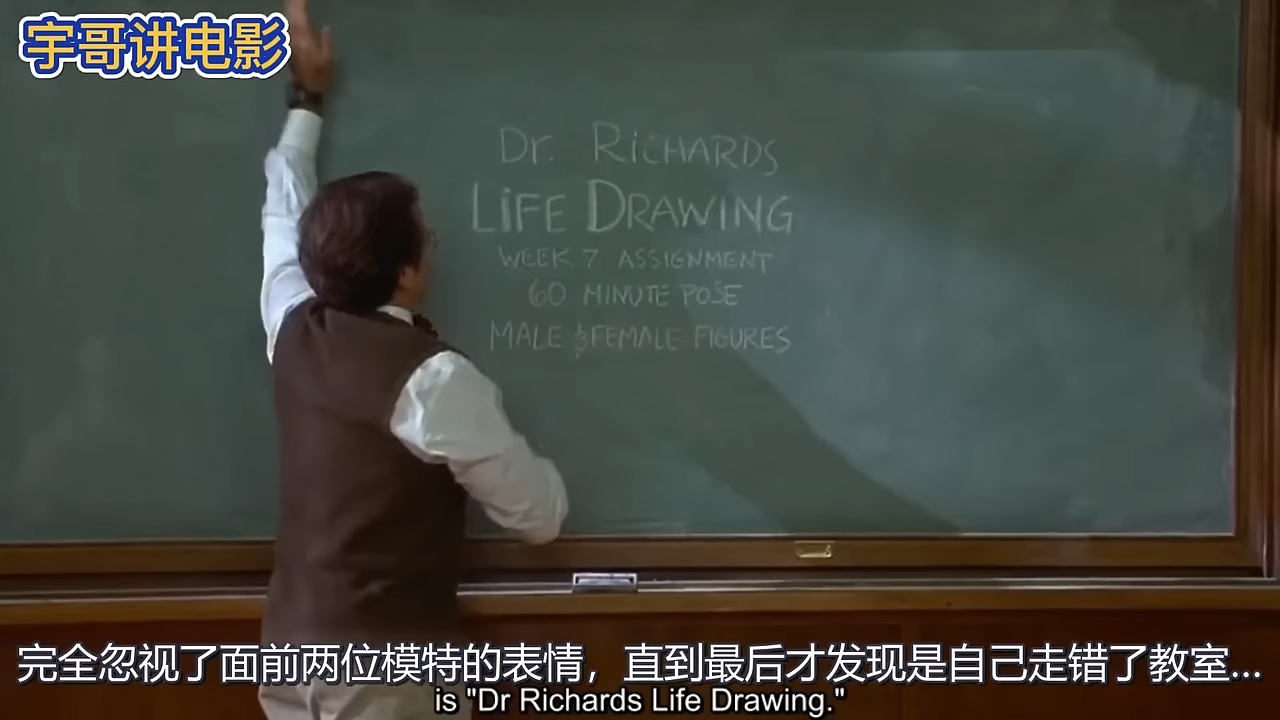 宇哥讲电影
Dr. RiCHARDS
LiFE DRAWING
WEEK 7 ASSIGNMENT
60 MINUTE POSE
MALE & FEMALE FIGURES
完全忽视了面前两位模特的表情，直到最后才发现是自己走错了教室...
is "Dr Richards Life Drawing."